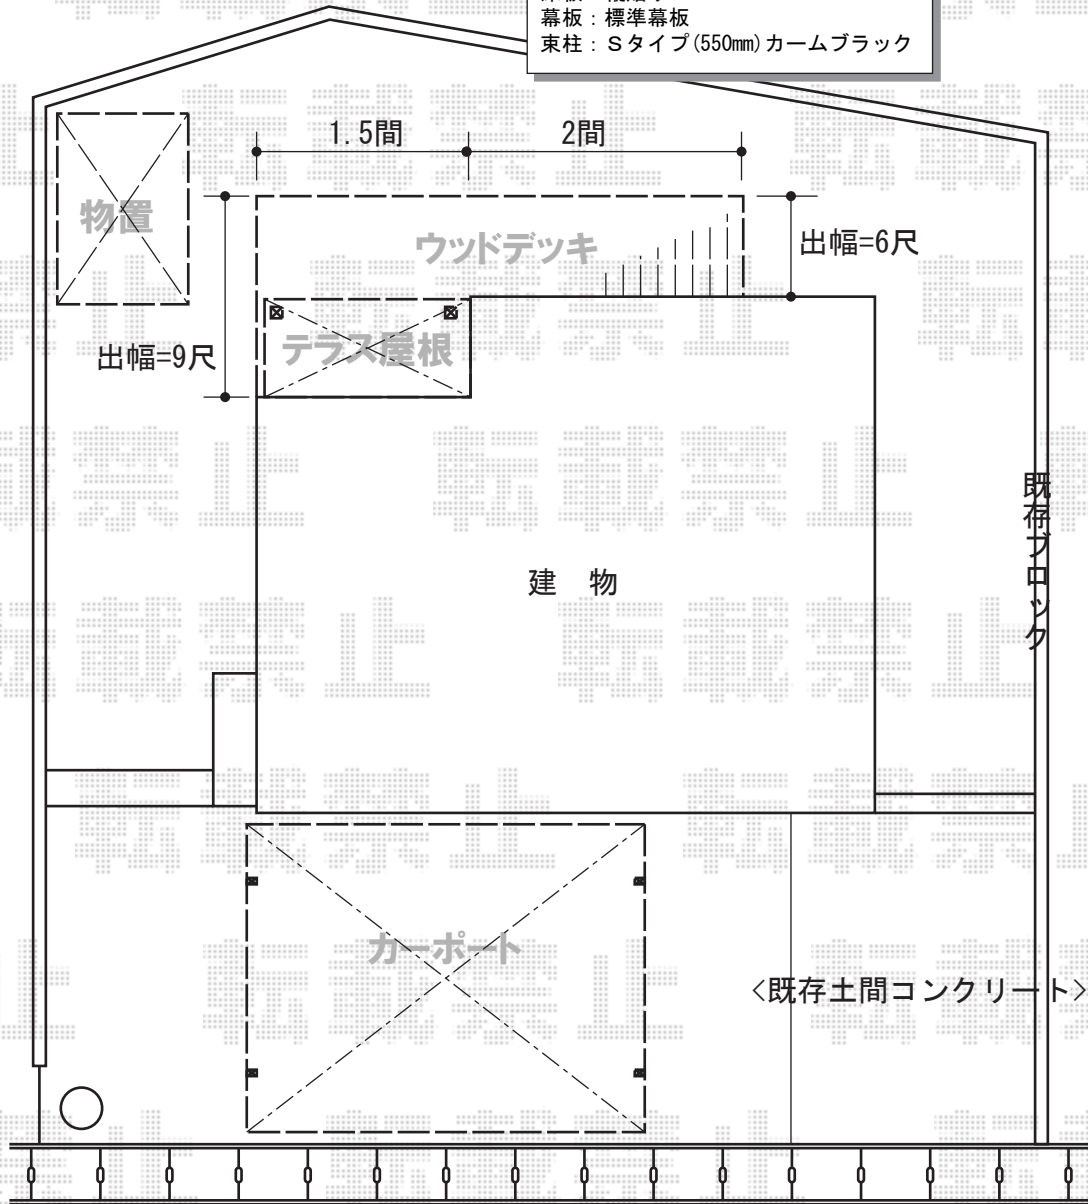 幕板：標準幕板
束柱：Ｓタイプ(550mm)カームブラック
1.5間
2間
物置
ウッドデッキ
出幅=6尺
出幅=9尺
テラス屋根
既存ブロック
建　物
カーポート
<既存土間コンクリート>
転載禁止